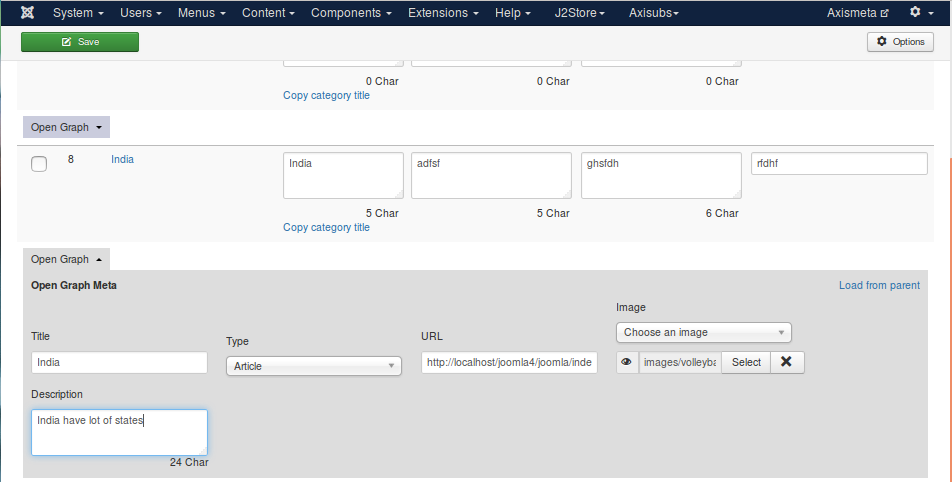 System Users Menus Content Components Extensions Help J2Store Axisubs Axismeta
Save Options
0 Char 0 Char 0 Char
Copy category title
Open Graph
8 India India adfsf ghsfdh rfdhf
5 Char 5 Char 6 Char
Copy category title
Open Graph
Open Graph Meta Load from parent
Image
Title Type URL Choose an image
India Article http://localhost/joomla4/joomla/inde images/volleyba Select
Description
India have lot of states
24 Char